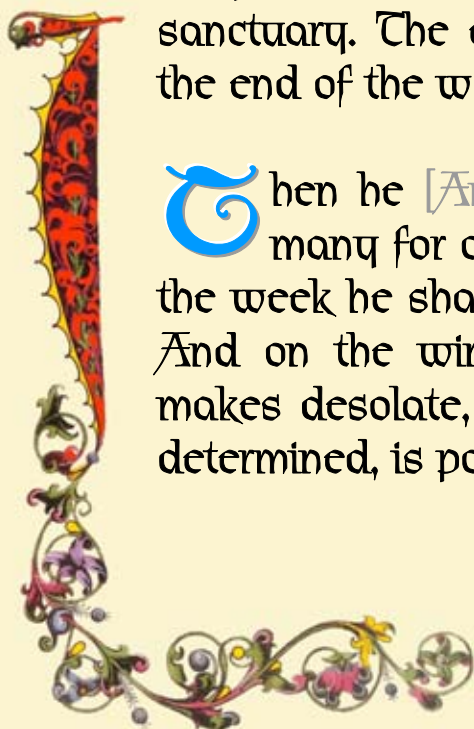 sanctuary. The
the end of the w
Then he [An
many for
the week he sha
And on the win
makes desolate,
determined, is po